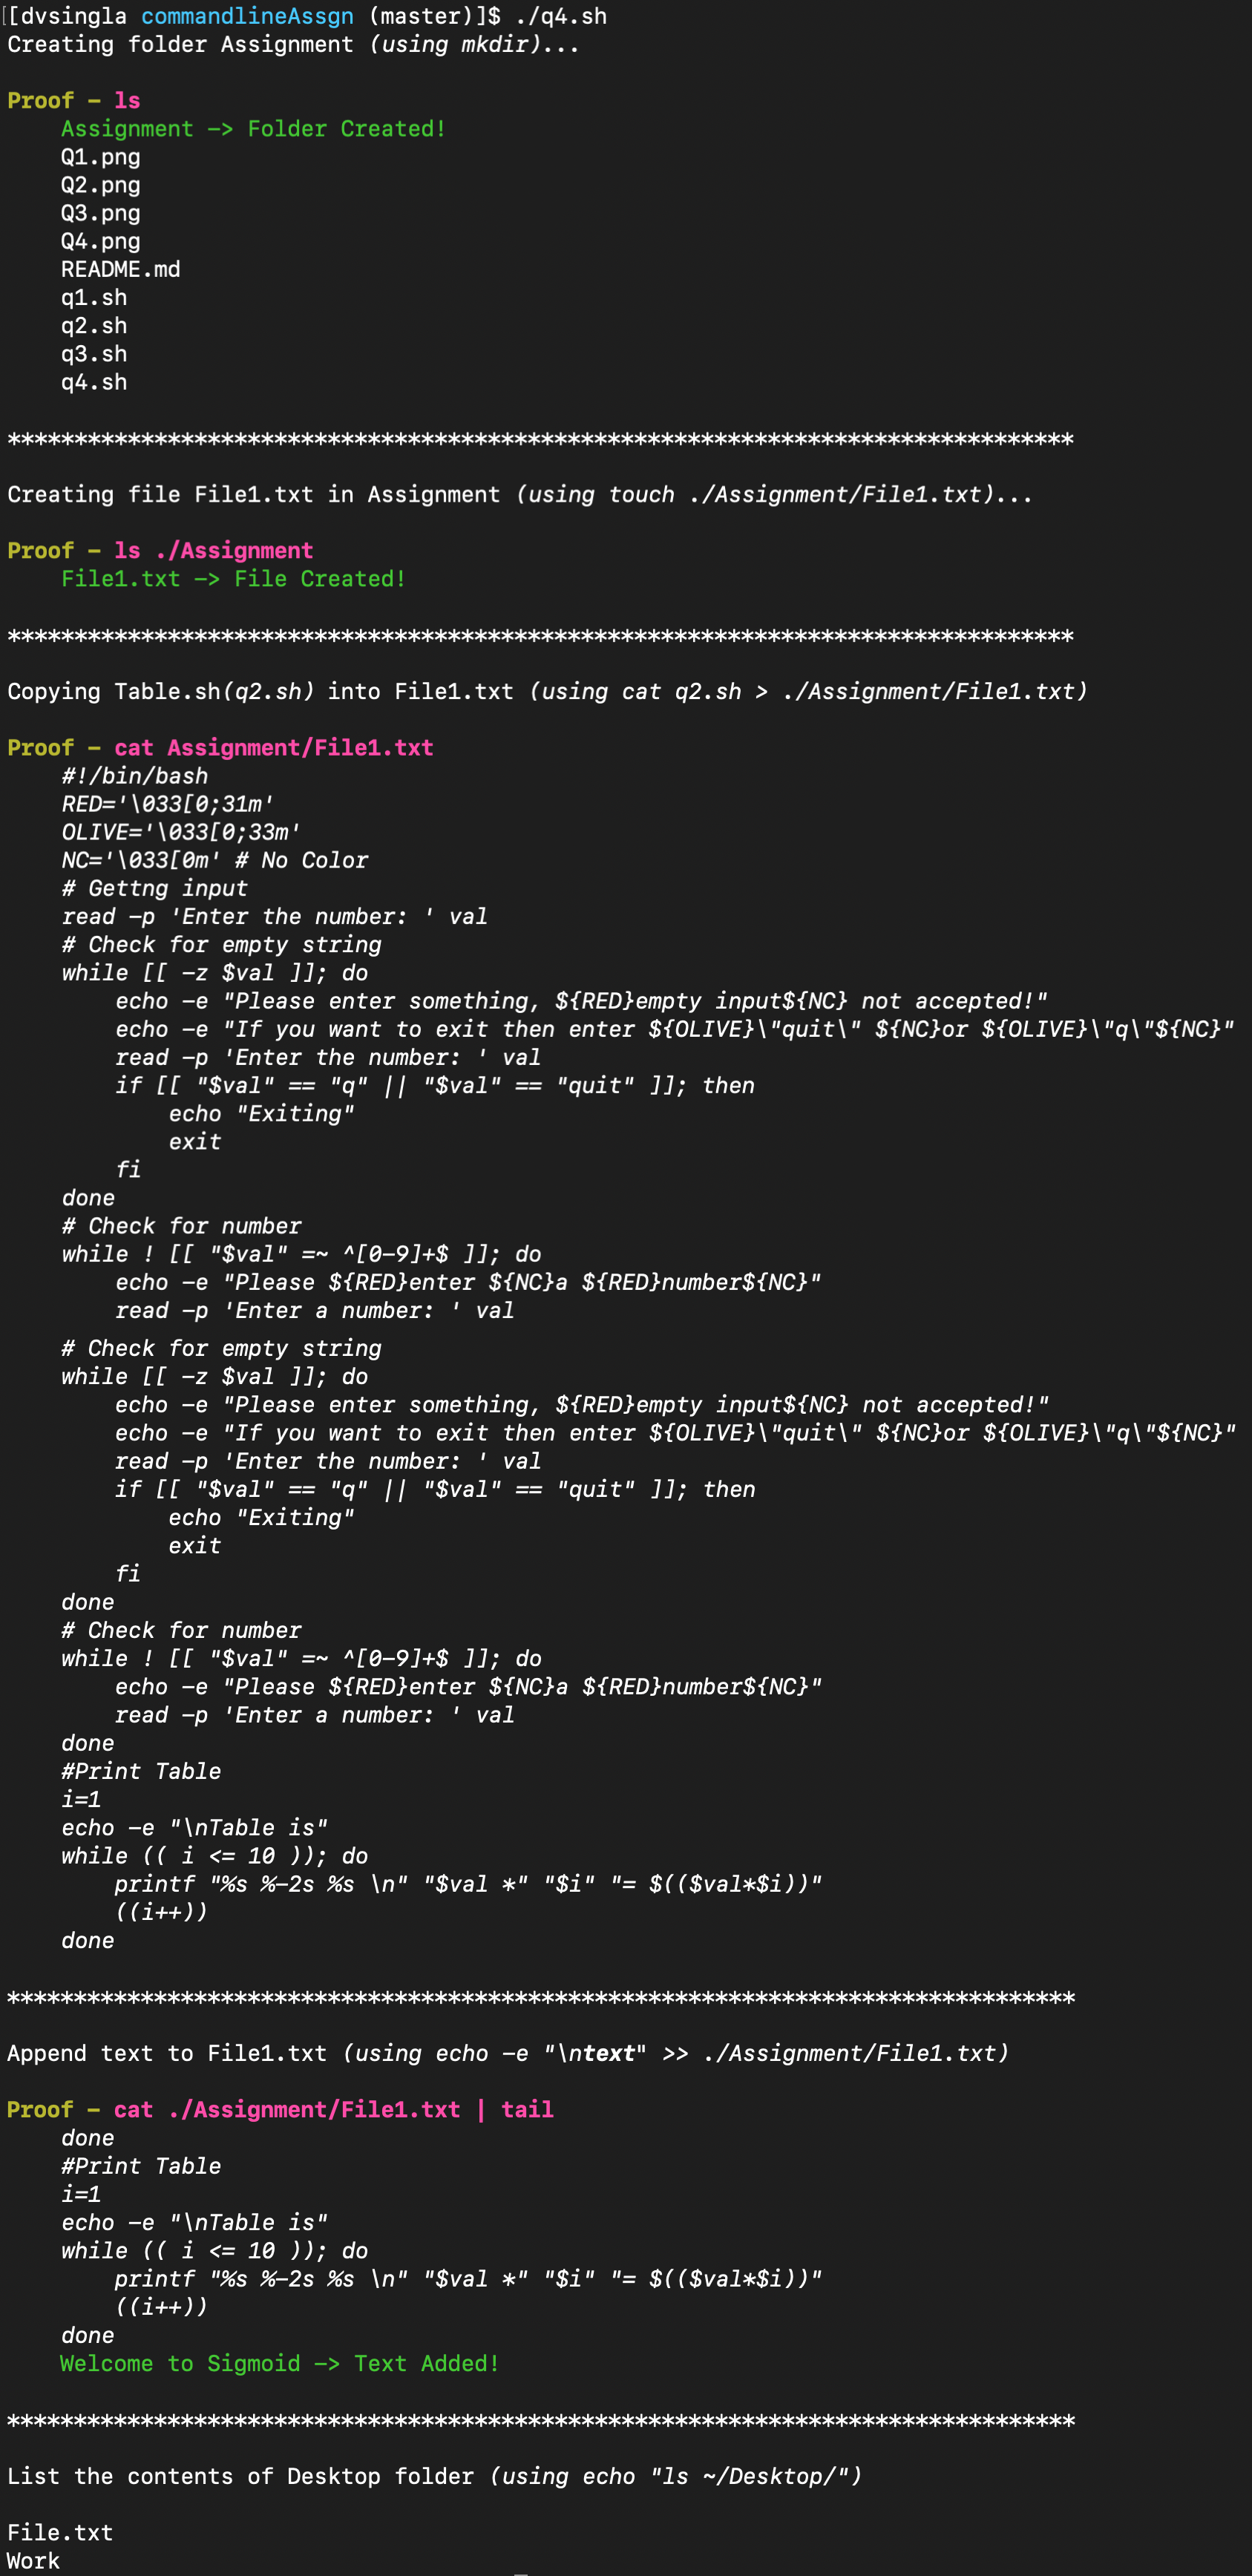 [[dvsingla commandlineAssgn (master)]$ ./q4.sh
Creating folder Assignment (using mkdir)...
Proof - ls
Assignment -> Folder Created!
Q1.png
Q2.png
Q3.png
Q4.png
README.md
q1.sh
q2.sh
q3.sh
q4.sh
********************************************************************************
Creating file File1.txt in Assignment (using touch ./Assignment/File1.txt)...
Proof - ls ./Assignment
File1.txt -> File Created!
********************************************************************************
Copying Table.sh(q2.sh) into File1.txt (using cat q2.sh > ./Assignment/File1.txt)
Proof - cat Assignment/File1.txt
#!/bin/bash
RED='\033[0;31m'
OLIVE='\033[0;33m'
NC='\033[0m' # No Color
# Gettng input
read -p 'Enter the number: ' val
# Check for empty string
while [[ -z $val ]]; do
echo -e "Please enter something, ${RED}empty input${NC} not accepted!"
echo -e "If you want to exit then enter ${OLIVE}\"quit\" ${NC}or ${OLIVE}\"q\"${NC}"
read -p 'Enter the number: ' val
if [[ "$val" == "q" || "$val" == "quit" ]]; then
echo "Exiting"
exit
fi
done
# Check for number
while ! [[ "$val" =~ ^[0-9]+$ ]]; do
echo -e "Please ${RED}enter ${NC}a ${RED}number${NC}"
read -p 'Enter a number: ' val
# Check for empty string
while [[ -z $val ]]; do
echo -e "Please enter something, ${RED}empty input${NC} not accepted!"
echo -e "If you want to exit then enter ${OLIVE}\"quit\" ${NC}or ${OLIVE}\"q\"${NC}"
read -p 'Enter the number: ' val
if [[ "$val" == "q" || "$val" == "quit" ]]; then
echo "Exiting"
exit
fi
done
# Check for number
while ! [[ "$val" =~ ^[0-9]+$ ]]; do
echo -e "Please ${RED}enter ${NC}a ${RED}number${NC}"
read -p 'Enter a number: ' val
done
#Print Table
i=1
echo -e "\nTable is"
while (( i <= 10 )); do
printf "%s %-2s %s \n" "$val *" "$i" "= $(($val*$i))"
((i++))
done
********************************************************************************
Append text to File1.txt (using echo -e "\ntext" >> ./Assignment/File1.txt)
Proof - cat ./Assignment/File1.txt | tail
done
#Print Table
i=1
echo -e "\nTable is"
while (( i <= 10 )); do
printf "%s %-2s %s \n" "$val *" "$i" "= $(($val*$i))"
((i++))
done
Welcome to Sigmoid -> Text Added!
********************************************************************************
List the contents of Desktop folder (using echo "ls ~/Desktop/")
File.txt
Work